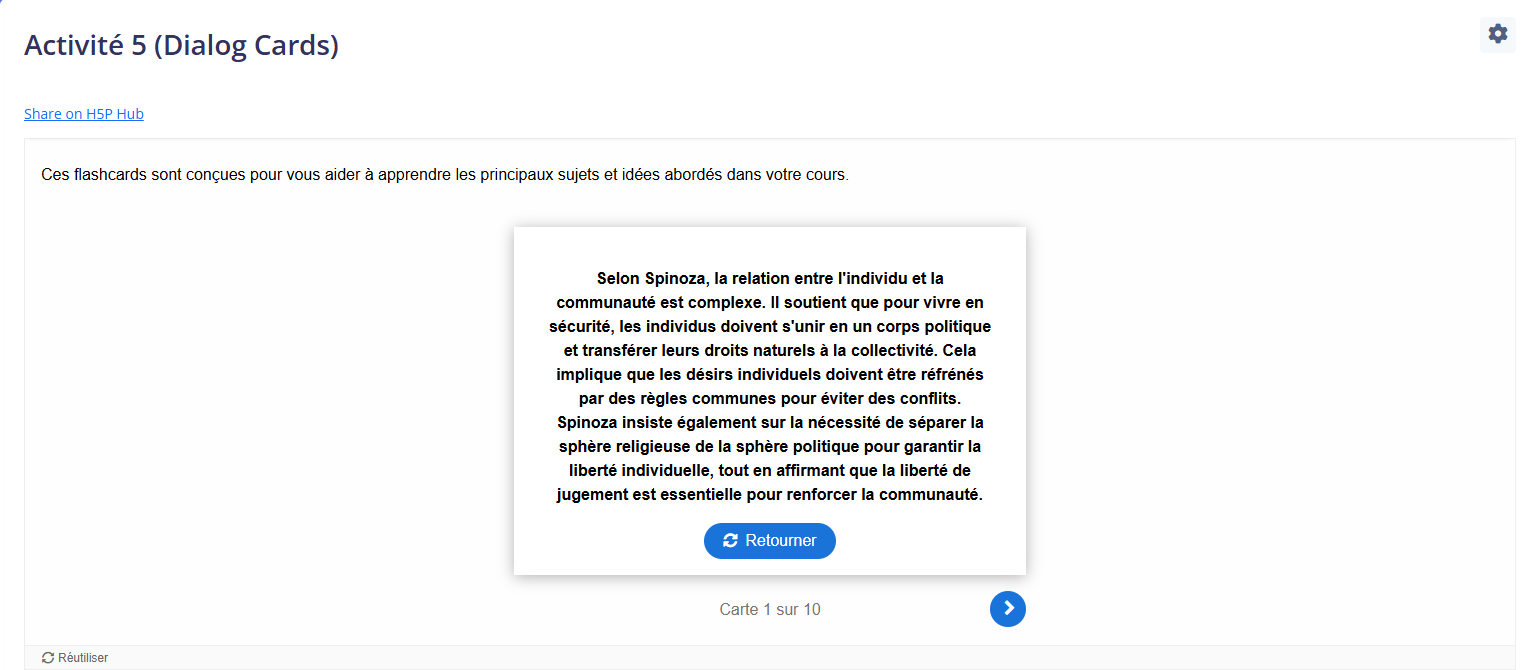 Activité 5 (Dialog Cards)
Share on H5P Hub
Ces flashcards sont conçues pour vous aider à apprendre les principaux sujets et idées abordés dans votre cours.
Selon Spinoza, la relation entre l'individu et la
communauté est complexe. Il soutient que pour vivre en
sécurité, les individus doivent s'unir en un corps politique
et transférer leurs droits naturels à la collectivité. Cela
implique que les désirs individuels doivent être réfrénés
par des règles communes pour éviter des conflits.
Spinoza insiste également sur la nécessité de séparer la
sphère religieuse de la sphère politique pour garantir la
liberté individuelle, tout en affirmant que la liberté de
jugement est essentielle pour renforcer la communauté.
Retourner
Carte 1 sur 10
Réutiliser